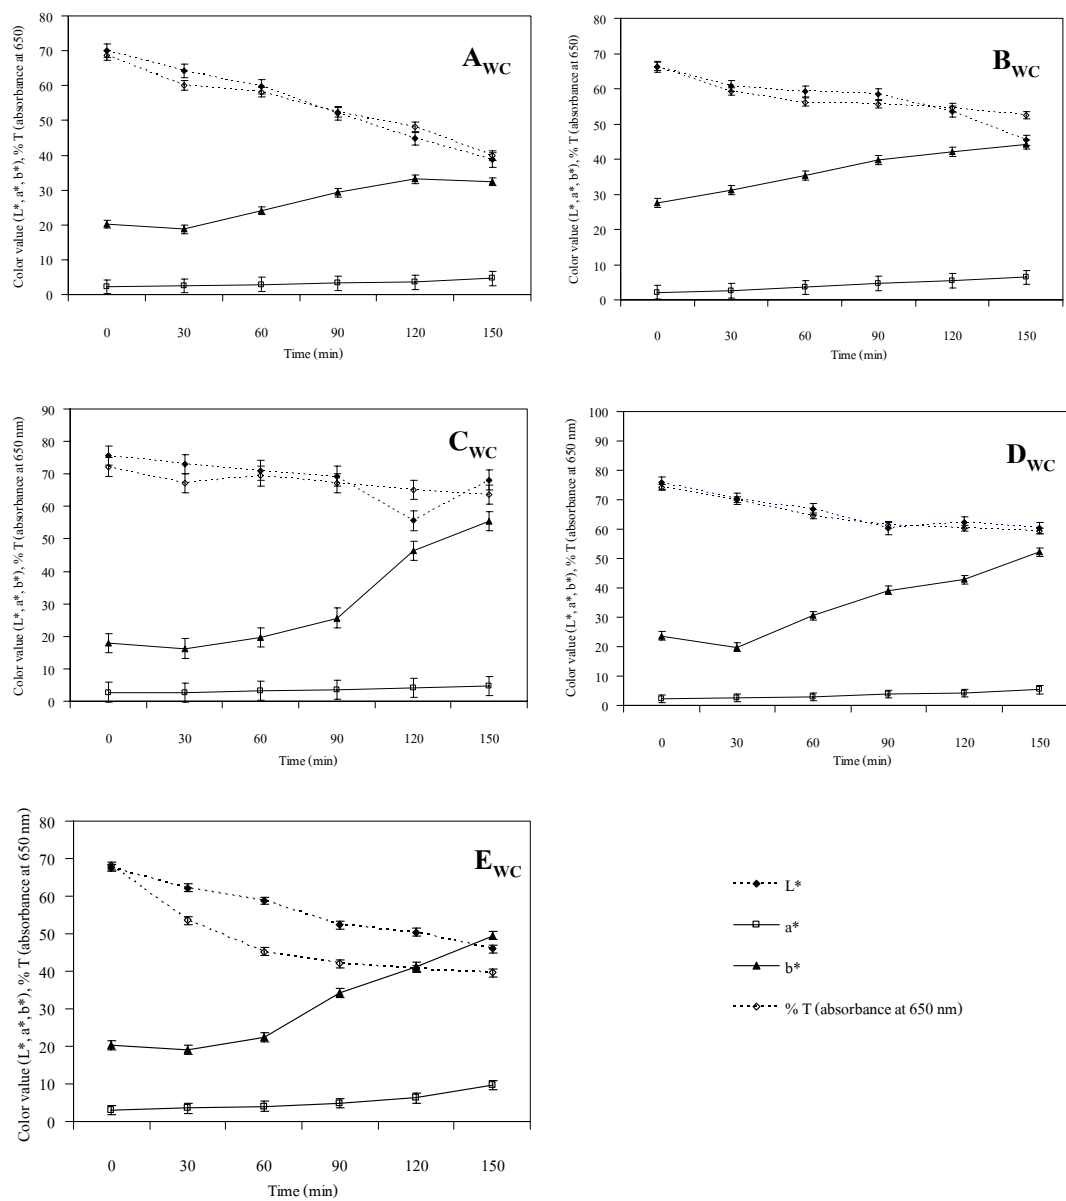 Color value (L*, a*, b*), % T (absorbance at 650)
80
70
60
50
40
30
20
10
0
A WC
0 30 60 90 120 150
Time (min)
Color value (L*, a*, b*), % T (absorbance at 650)
80
70
60
50
40
30
20
10
0
B WC
0 30 60 90 120 150
Time (min)
Color value (L*, a*, b*), % T (absorbance at 650 nm)
90
80
70
60
50
40
30
20
10
0
C WC
0 30 60 90 120 150
Time (min)
Color value (L*, a*, b*), % T (absorbance at 650 nm)
100
90
80
70
60
50
40
30
20
10
0
D WC
0 30 60 90 120 150
Time (min)
Color value (L*, a*, b*), % T (absorbance at 650 nm)
80
70
60
50
40
30
20
10
0
E WC
0 30 60 90 120 150
Time (min)
L*
a*
b*
% T (absorbance at 650 nm)